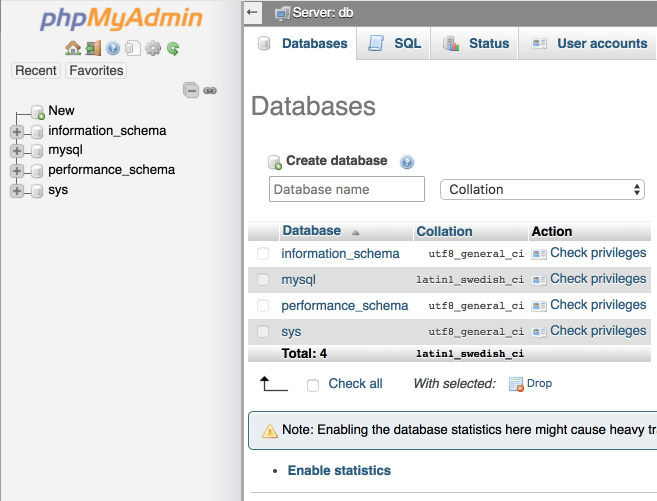 phpMyAdmin
Recent Favorites
New
information_schema
mysql
performance_schema
sys
Server: db
Databases SQL Status User accounts
Databases
Create database
Database name Collation
Database Collation Action
information_schema utf8_general_ci Check privileges
mysql latin1_swedish_ci Check privileges
performance_schema utf8_general_ci Check privileges
sys utf8_general_ci Check privileges
Total: 4 latin1_swedish_ci
Check all With selected: Drop
Note: Enabling the database statistics here might cause heavy
• Enable statistics